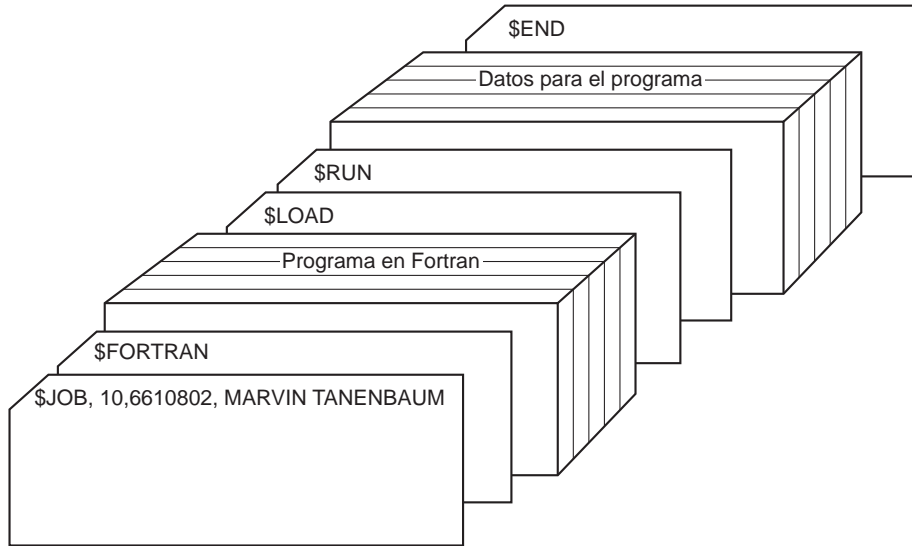 $END
Datos para el programa
$RUN
$LOAD
Programa en Fortran
$FORTRAN
$JOB, 10,6610802, MARVIN TANENBAUM